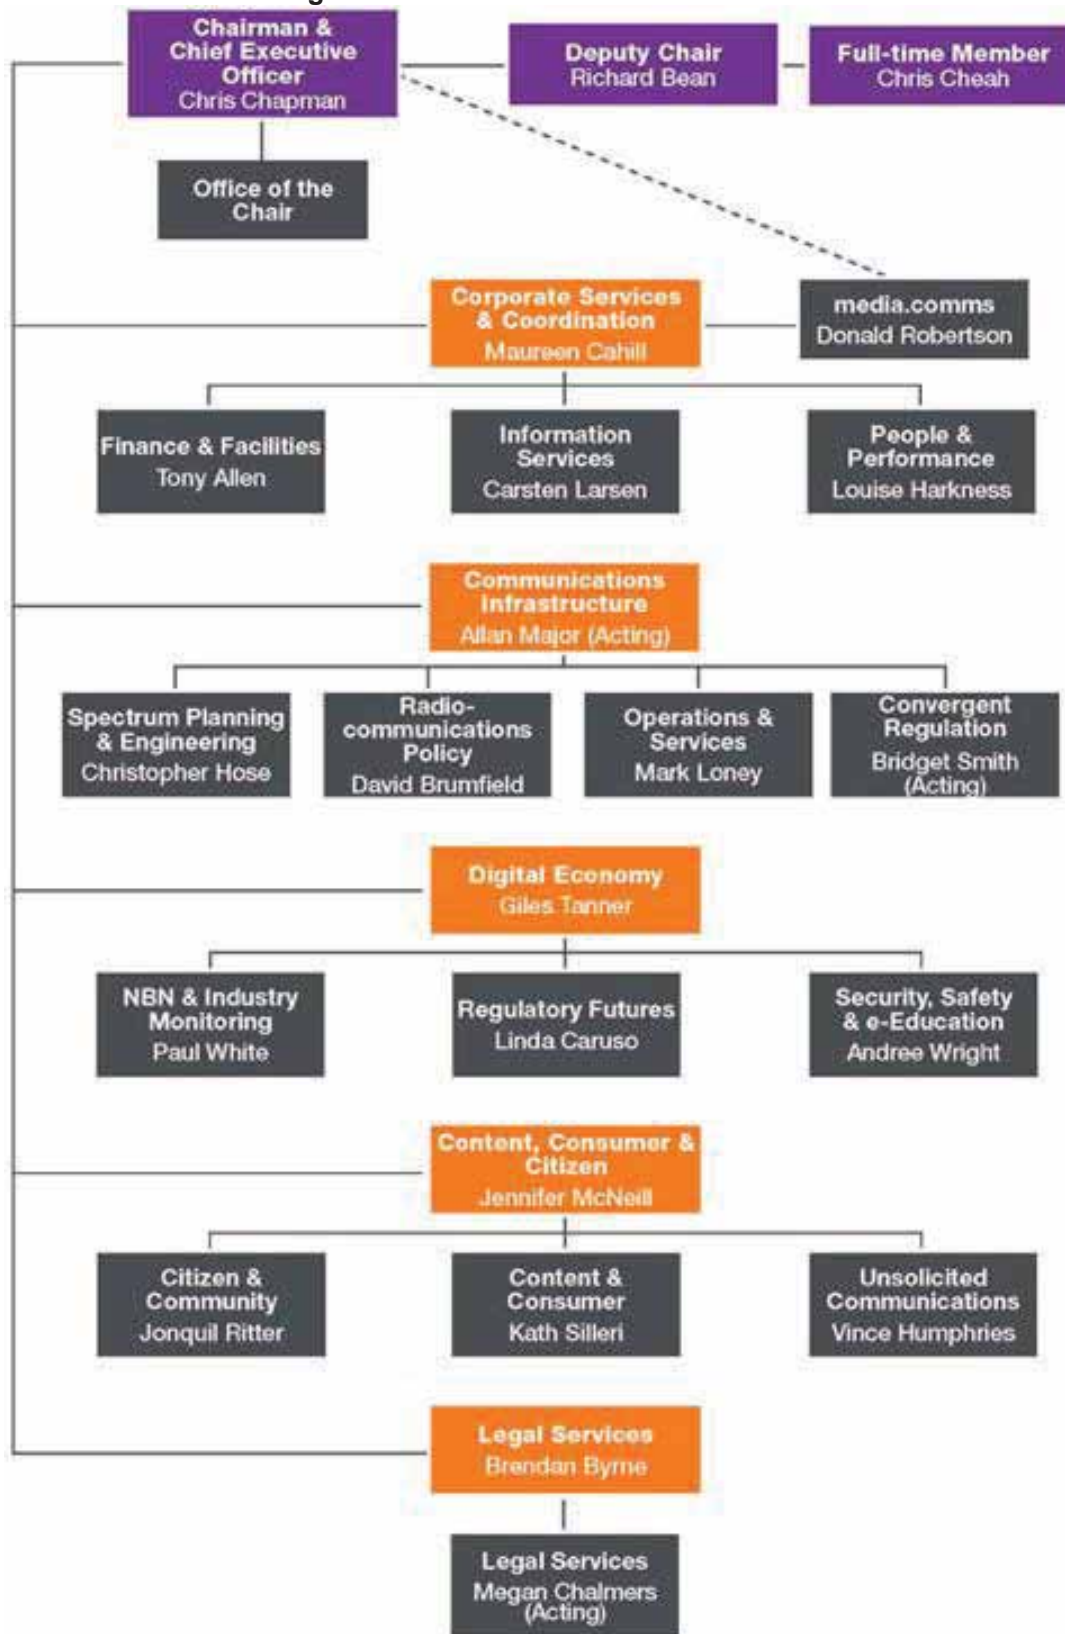 Chairman &
Chief Executive
Officer
Chris Chapman
Deputy Chair
Richard Bean
Full-time Member
Chris Cheah
Office of the
Chair
Corporate Services
& Coordination
Maureen Cahill
media.comms
Donald Robertson
Finance & Facilities
Tony Allen
Information
Services
Carsten Larsen
People &
Performance
Louise Harkness
Communications
Infrastructure
Allan Major (Acting)
Spectrum Planning
& Engineering
Christopher Hose
Radio-
communications
Policy
David Brumfield
Operations &
Services
Mark Loney
Convergent
Regulation
Bridget Smith
(Acting)
Digital Economy
Giles Tanner
NBN & Industry
Monitoring
Paul White
Regulatory Futures
Linda Caruso
Security, Safety
& e-Education
Andree Wright
Content, Consumer &
Citizen
Jennifer McNeill
Citizen &
Community
Jonquil Ritter
Content &
Consumer
Kath Silleri
Unsolicited
Communications
Vince Humphries
Legal Services
Brendan Byrne
Legal Services
Megan Chalmers
(Acting)